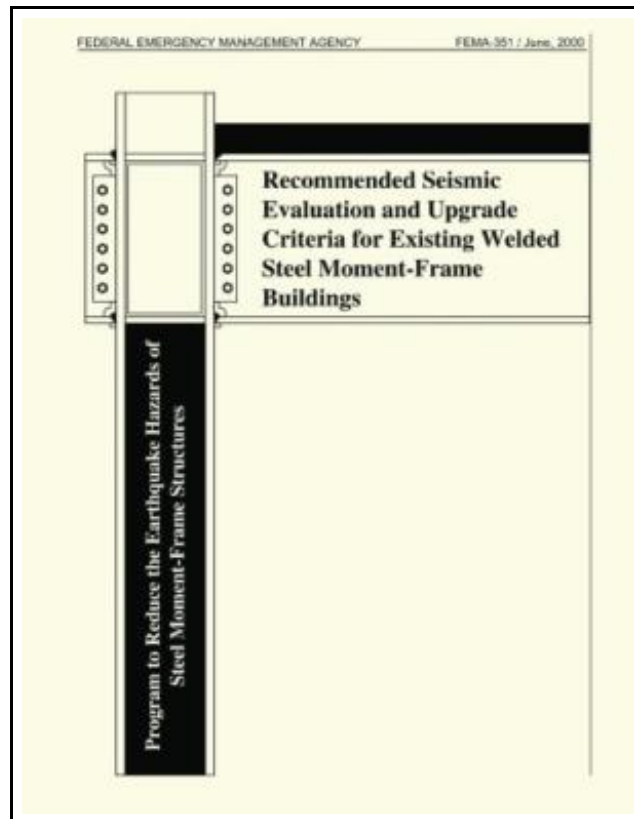 FEDERAL EMERGENCY MANAGEMENT AGENCY FEMA-351 / June, 2000
Recommended Seismic
Evaluation and Upgrade
Criteria for Existing Welded
Steel Moment-Frame
Buildings
Program to Reduce the Earthquake Hazards of
Steel Moment-Frame Structures